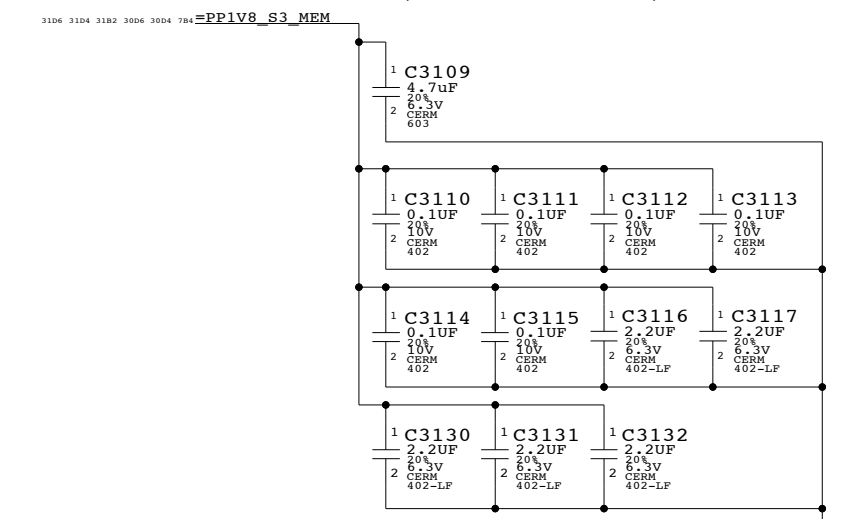 31D6 31D4 31B2 30D6 30D4 7B4 =PP1V8_S3_MEM
1 C3109
4.7uF
20%
6.3V
2 CERM
603
1 C3110
0.1UF
20%
10V
2 CERM
402
1 C3111
0.1UF
20%
10V
2 CERM
402
1 C3112
0.1UF
20%
10V
2 CERM
402
1 C3113
0.1UF
20%
10V
2 CERM
402
1 C3114
0.1UF
20%
10V
2 CERM
402
1 C3115
0.1UF
20%
10V
2 CERM
402
1 C3116
2.2UF
20%
6.3V
2 CERM
402-LF
1 C3117
2.2UF
20%
6.3V
2 CERM
402-LF
1 C3130
2.2UF
20%
6.3V
2 CERM
402-LF
1 C3131
2.2UF
20%
6.3V
2 CERM
402-LF
1 C3132
2.2UF
20%
6.3V
2 CERM
402-LF